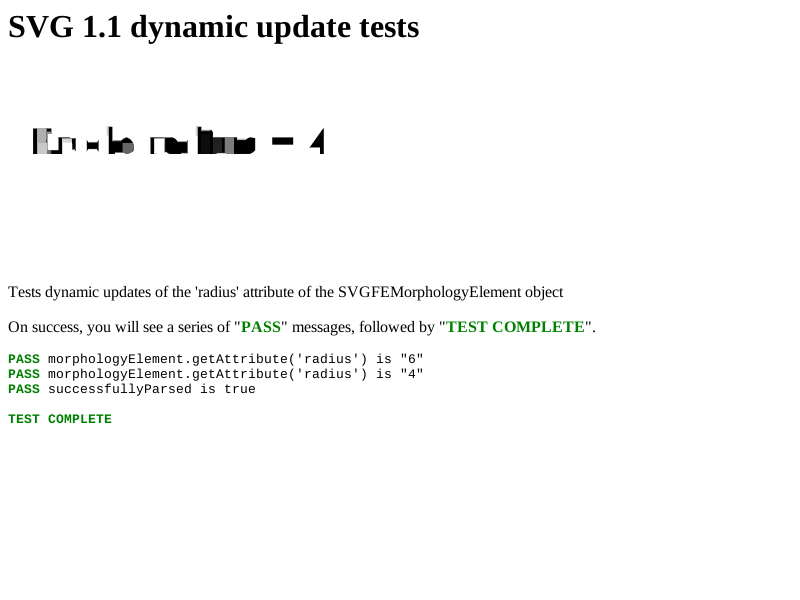 SVG 1.1 dynamic update tests
radius = 4
Tests dynamic updates of the 'radius' attribute of the SVGFEMorphologyElement object
On success, you will see a series of "PASS" messages, followed by "TEST COMPLETE".
PASS morphologyElement.getAttribute('radius') is "6"
PASS morphologyElement.getAttribute('radius') is "4"
PASS successfullyParsed is true
TEST COMPLETE